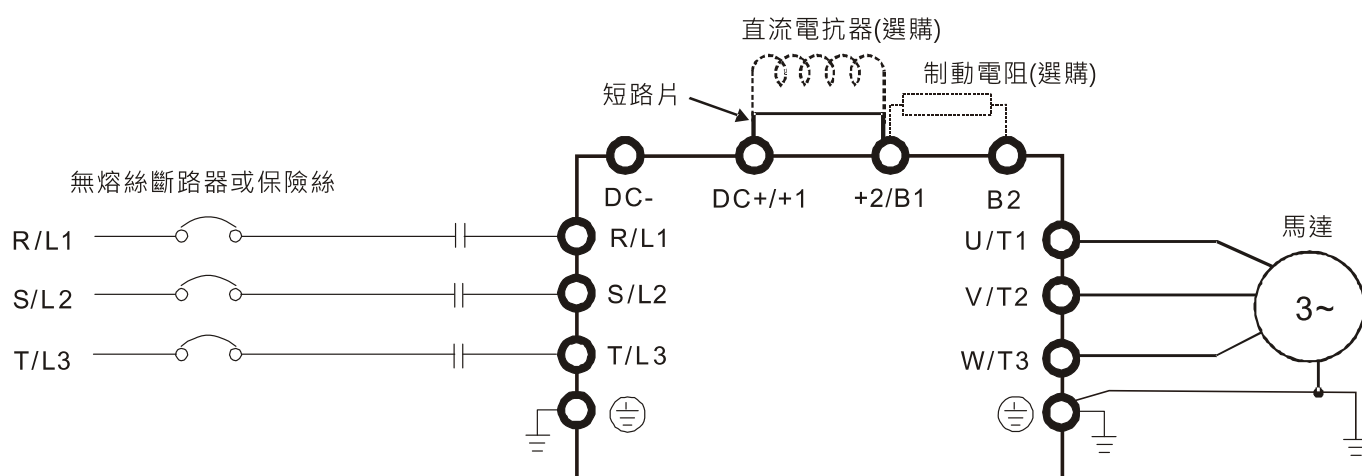 直流電抗器(選購)
制動電阻(選購)
短路片
無熔絲斷路器或保險絲
DC-
DC+/+1
+2/B1
B2
R/L1
R/L1
U/T1
馬達
S/L2
S/L2
V/T2
3~
T/L3
T/L3
W/T3